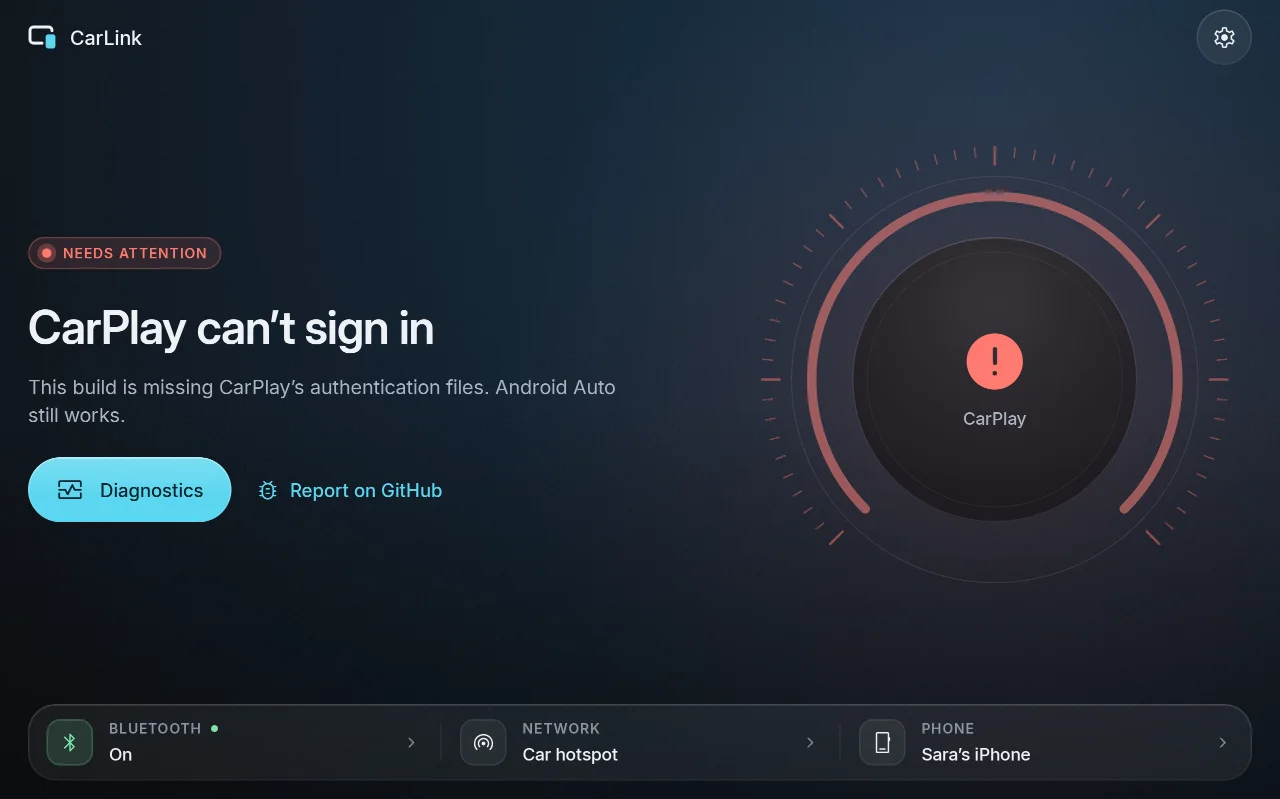 CarLink
NEEDS ATTENTION
CarPlay can’t sign in
This build is missing CarPlay’s authentication files. Android Auto
still works.
Diagnostics
Report on GitHub
CarPlay
BLUETOOTH
On
NETWORK
Car hotspot
PHONE
Sara’s iPhone